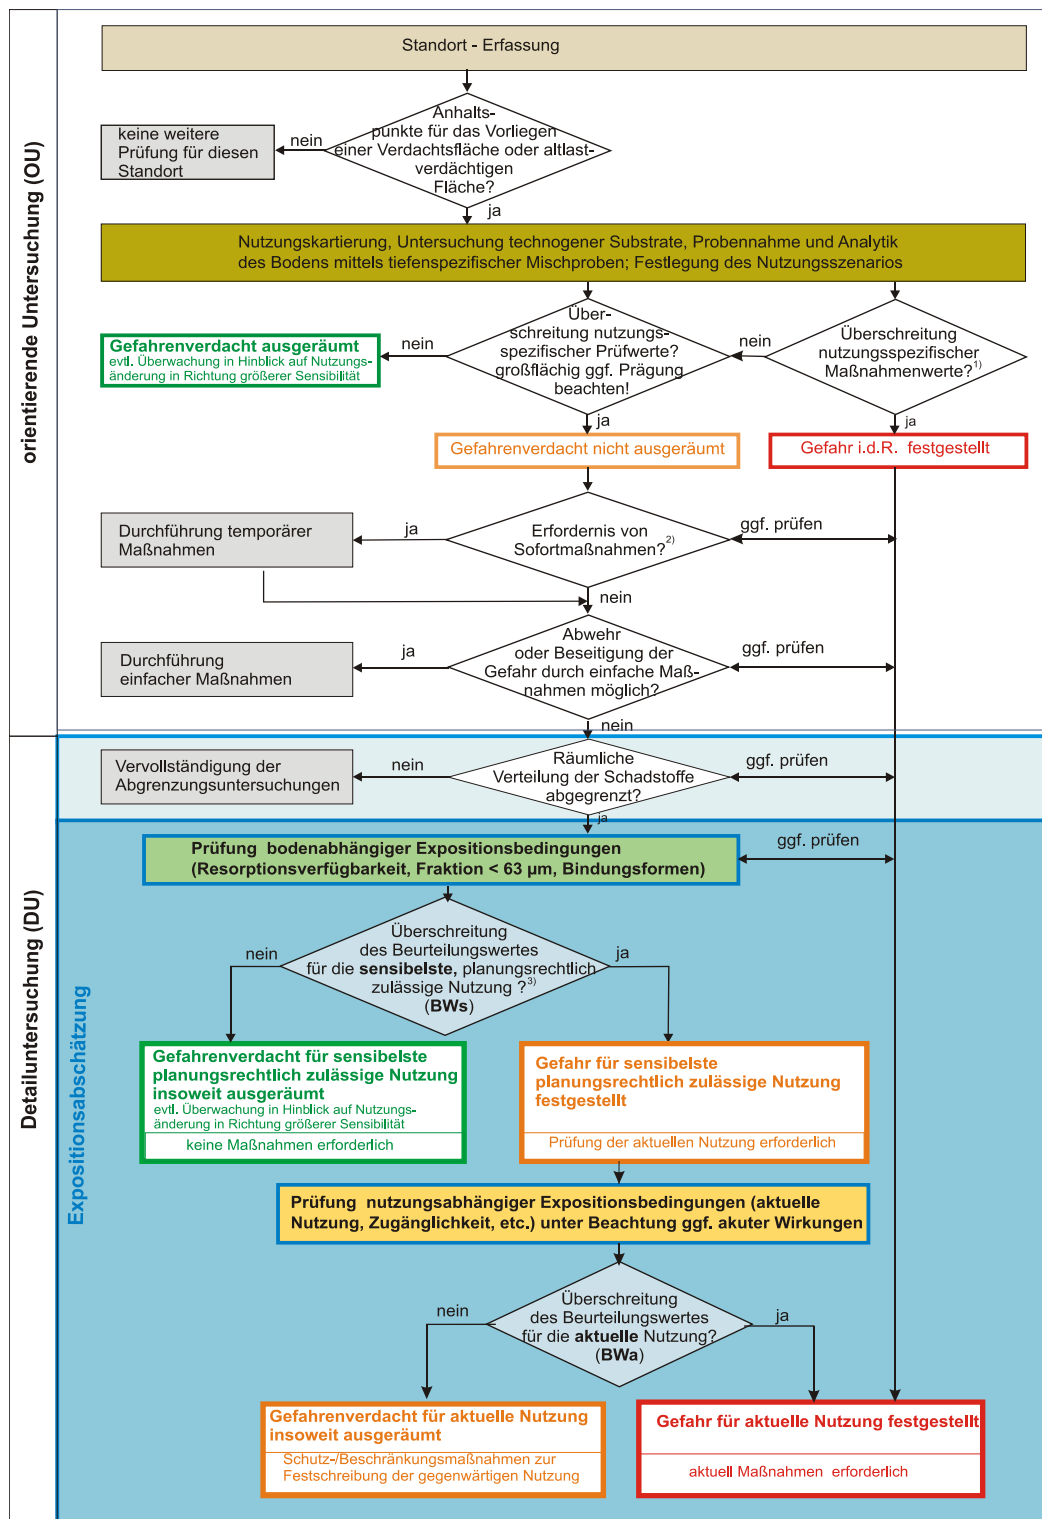 orientierende Untersuchung (OU)
Standort - Erfassung
Anhalts-
punkte für das Vorliegen
einer Verdachtsfläche oder altlast-
verdächtigen
Fläche?
nein
keine weitere
Prüfung für diesen
Standort
ja
Nutzungskartierung, Untersuchung technogener Substrate, Probennahme und Analytik
des Bodens mittels tiefenspezifischer Mischproben; Festlegung des Nutzungsszenarios
Über-
schreitung nutzungs-
spezifischer Prüfwerte?
großflächig ggf. Prägung
beachten!
nein
Überschreitung
nutzungsspezifischer
Maßnahmenwerte?1)
nein
Gefahrenverdacht ausgeräumt
evtl. Überwachung in Hinblick auf Nutzungs-
änderung in Richtung größerer Sensibilität
ja
ja
Gefahrenverdacht nicht ausgeräumt
Gefahr i.d.R. festgestellt
Erfordernis von
Sofortmaßnahmen?2)
ja
ggf. prüfen
Durchführung temporärer
Maßnahmen
nein
Abwehr
oder Beseitigung der
Gefahr durch einfache Maß-
nahmen möglich?
ja
ggf. prüfen
Durchführung
einfacher Maßnahmen
nein
Detailuntersuchung (DU)
Räumliche
Verteilung der Schadstoffe
abgegrenzt?
nein
ggf. prüfen
Vervollständigung der
Abgrenzungsuntersuchungen
ja
Expositionsabschätzung
Prüfung bodenabhängiger Expositionsbedingungen
(Resorptionsverfügbarkeit, Fraktion < 63 µm, Bindungsformen)
ggf. prüfen
Überschreitung
des Beurteilungswertes
für die sensibelste, planungsrechtlich
zulässige Nutzung ?3)
(BWs)
nein
ja
Gefahrenverdacht für sensibelste
planungsrechtlich zulässige Nutzung
insoweit ausgeräumt
evtl. Überwachung in Hinblick auf Nutzungs-
änderung in Richtung größerer Sensibilität
keine Maßnahmen erforderlich
Gefahr für sensibelste
planungsrechtlich zulässige Nutzung
festgestellt
Prüfung der aktuellen Nutzung erforderlich
Prüfung nutzungsabhängiger Expositionsbedingungen (aktuelle
Nutzung, Zugänglichkeit, etc.) unter Beachtung ggf. akuter Wirkungen
Überschreitung
des Beurteilungswertes
für die aktuelle Nutzung?
(BWa)
nein
ja
Gefahrenverdacht für aktuelle Nutzung
insoweit ausgeräumt
Schutz-/Beschränkungsmaßnahmen zur
Festschreibung der gegenwärtigen Nutzung
Gefahr für aktuelle Nutzung festgestellt
aktuell Maßnahmen erforderlich